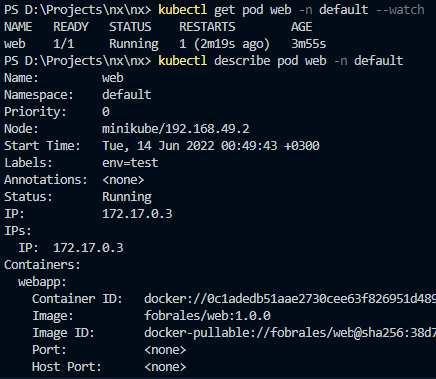 PS D:\Projects\nx\nx> kubectl get pod web -n default --watch
NAME   READY   STATUS    RESTARTS        AGE
web    1/1     Running   1 (2m19s ago)   3m55s
PS D:\Projects\nx\nx> kubectl describe pod web -n default
Name:         web
Namespace:    default
Priority:     0
Node:         minikube/192.168.49.2
Start Time:   Tue, 14 Jun 2022 00:49:43 +0300
Labels:       env=test
Annotations:  <none>
Status:       Running
IP:           172.17.0.3
IPs:
  IP:  172.17.0.3
Containers:
  webapp:
    Container ID:   docker://0c1adedb51aae2730cee63f826951d489
    Image:          fobrales/web:1.0.0
    Image ID:       docker-pullable://fobrales/web@sha256:38d7
    Port:           <none>
    Host Port:      <none>